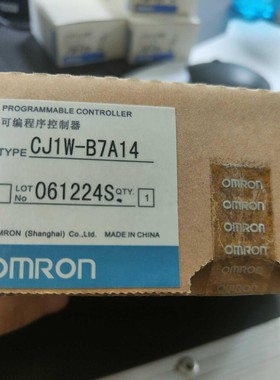 PROGRAMMABLE CONTROLLER
可编程序控制器
TYPE CJ1W-B7A14
LOT No 061224S. QTY. 1
OMRON (Shanghai) Co.,Ltd. MADE IN CHINA
OMRON
OMRON
OMRON
OMRON
OMRON